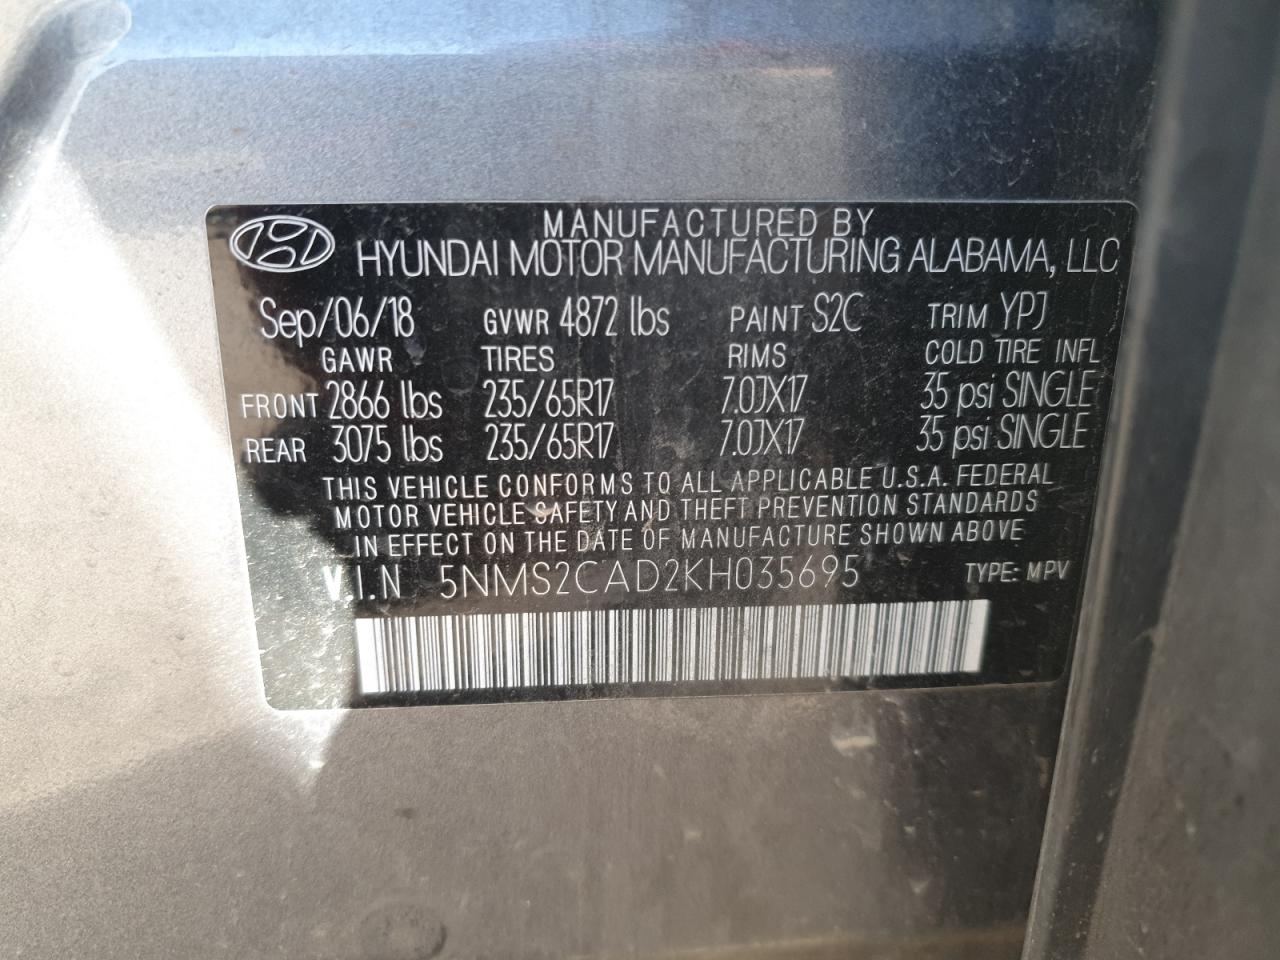 MANUFACTURED BY
HYUNDAI MOTOR MANUFACTURING ALABAMA, LLC
Sep/06/18 GVWR 4872 lbs PAINT S2C TRIM YPJ
GAWR TIRES RIMS COLD TIRE INFL
FRONT 2866 lbs 235/65R17 7.0JX17 35 psi SINGLE
REAR 3075 lbs 235/65R17 7.0JX17 35 psi SINGLE
THIS VEHICLE CONFORMS TO ALL APPLICABLE U.S.A. FEDERAL
MOTOR VEHICLE SAFETY AND THEFT PREVENTION STANDARDS
IN EFFECT ON THE DATE OF MANUFACTURE SHOWN ABOVE
V.I.N 5NMS2CAD2KH035695 TYPE: MPV